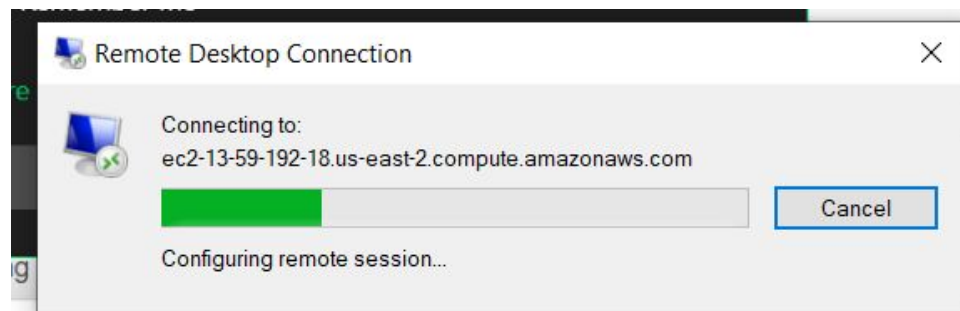 Remote Desktop Connection
re
Connecting to:
ec2-13-59-192-18.us-east-2.compute.amazonaws.com
Cancel
Configuring remote session...
g